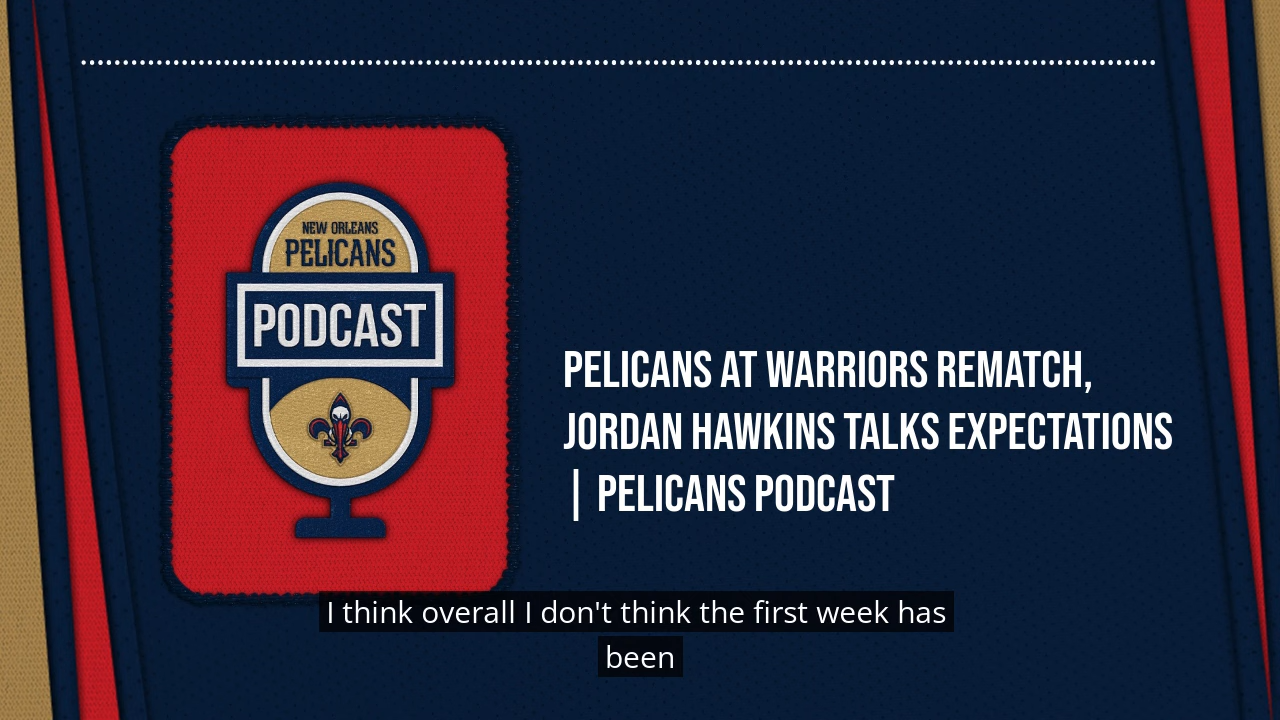 NEW ORLEANS
PELICANS
PODCAST
PELICANS AT WARRIORS REMATCH,
JORDAN HAWKINS TALKS EXPECTATIONS
| PELICANS PODCAST
I think overall I don't think the first week has
been